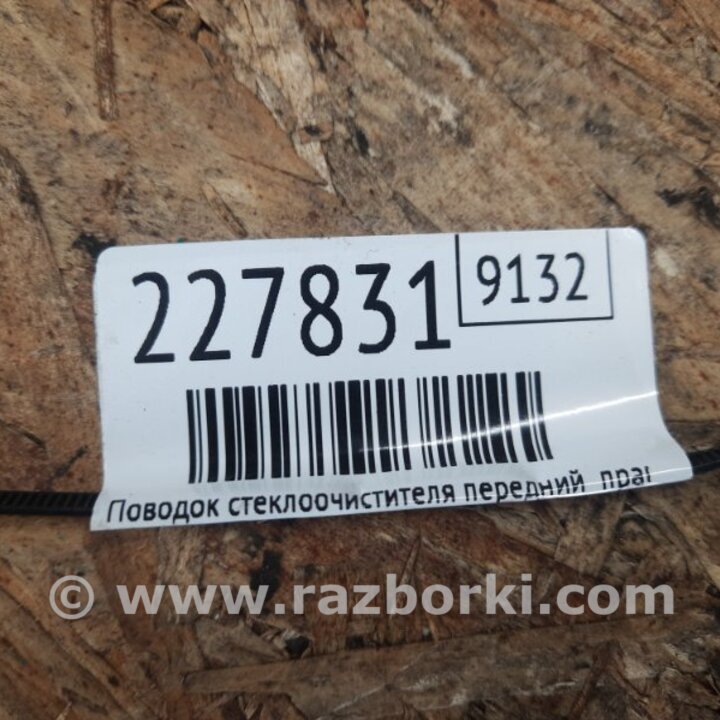 227831 9132
Поводок стеклоочистителя передний
© www.razborki.com